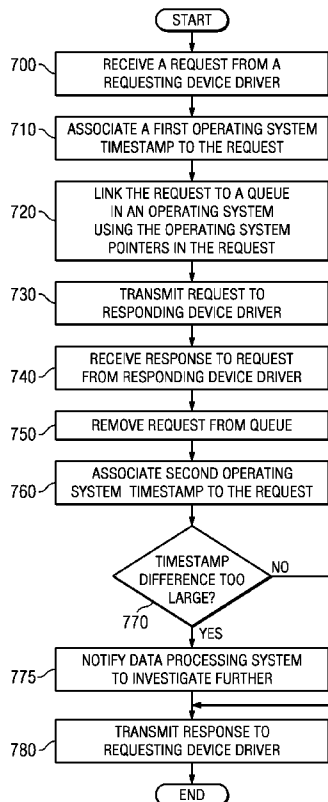 START
700
RECEIVE A REQUEST FROM A
REQUESTING DEVICE DRIVER
710
ASSOCIATE A FIRST OPERATING SYSTEM
TIMESTAMP TO THE REQUEST
720
LINK THE REQUEST TO A QUEUE
IN AN OPERATING SYSTEM
USING THE OPERATING SYSTEM
POINTERS IN THE REQUEST
730
TRANSMIT REQUEST TO
RESPONDING DEVICE DRIVER
740
RECEIVE RESPONSE TO REQUEST
FROM RESPONDING DEVICE DRIVER
750
REMOVE REQUEST FROM QUEUE
760
ASSOCIATE SECOND OPERATING
SYSTEM TIMESTAMP TO THE REQUEST
TIMESTAMP
DIFFERENCE TOO
LARGE?
NO
770
YES
775
NOTIFY DATA PROCESSING SYSTEM
TO INVESTIGATE FURTHER
780
TRANSMIT RESPONSE TO
REQUESTING DEVICE DRIVER
END